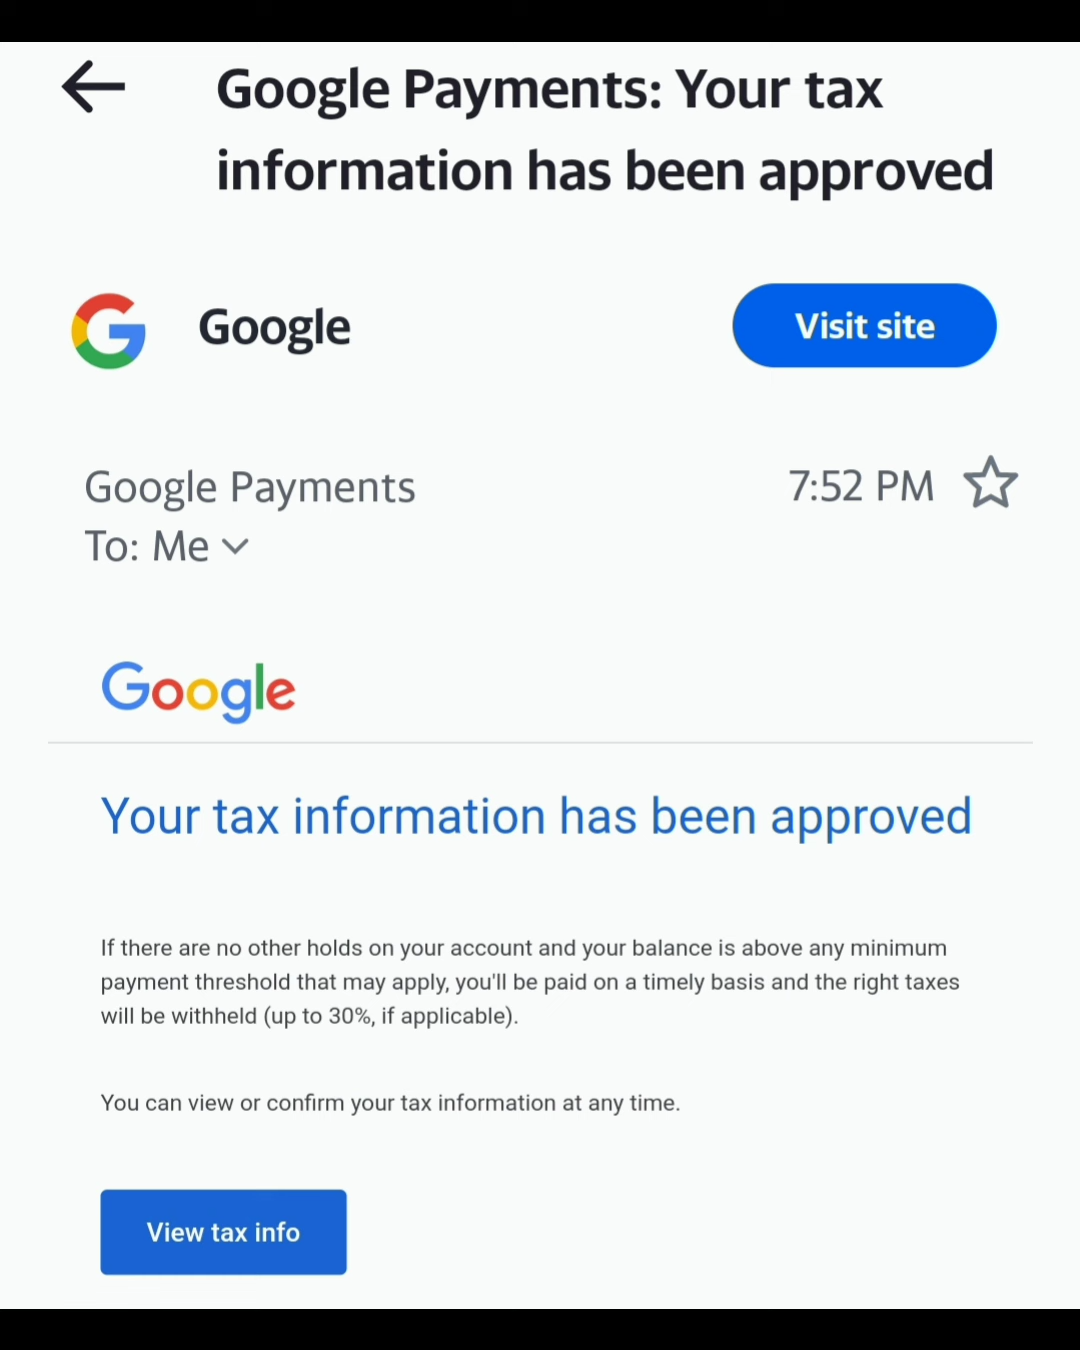 Google Payments: Your tax
information has been approved
Google
Visit site
Google Payments
7:52 PM
To: Me
Google
Your tax information has been approved
If there are no other holds on your account and your balance is above any minimum
payment threshold that may apply, you'll be paid on a timely basis and the right taxes
will be withheld (up to 30%, if applicable).
You can view or confirm your tax information at any time.
View tax info